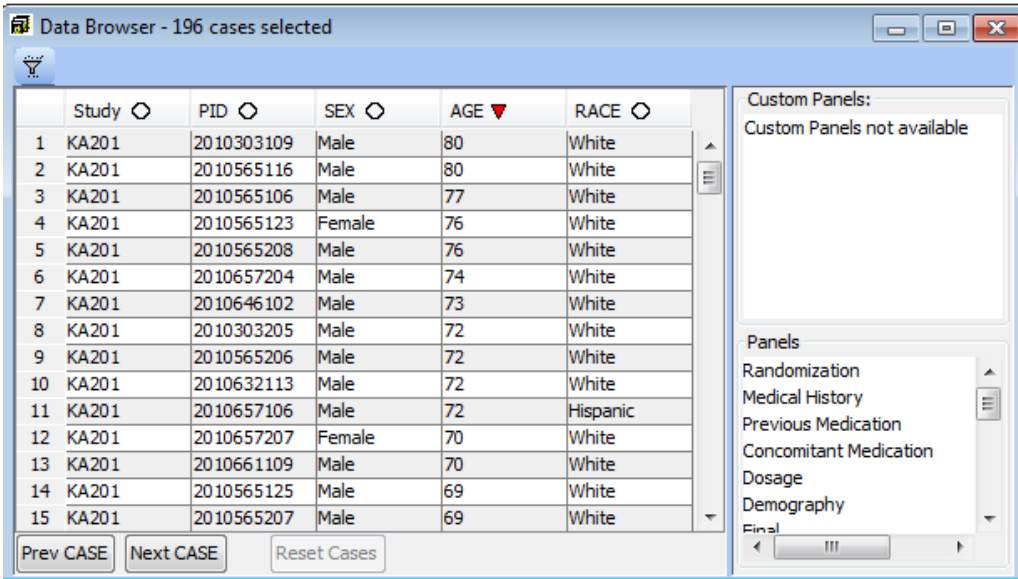 Data Browser - 196 cases selected
Study PID SEX AGE RACE
1 KA201 2010303109 Male 80 White
2 KA201 2010565116 Male 80 White
3 KA201 2010565106 Male 77 White
4 KA201 2010565123 Female 76 White
5 KA201 2010565208 Male 76 White
6 KA201 2010657204 Male 74 White
7 KA201 2010646102 Male 73 White
8 KA201 2010303205 Male 72 White
9 KA201 2010565206 Male 72 White
10 KA201 2010632113 Male 72 White
11 KA201 2010657106 Male 72 Hispanic
12 KA201 2010657207 Female 70 White
13 KA201 2010661109 Male 70 White
14 KA201 2010565125 Male 69 White
15 KA201 2010565207 Male 69 White
Prev CASE Next CASE Reset Cases
Custom Panels:
Custom Panels not available
Panels
Randomization
Medical History
Previous Medication
Concomitant Medication
Dosage
Demography
Final